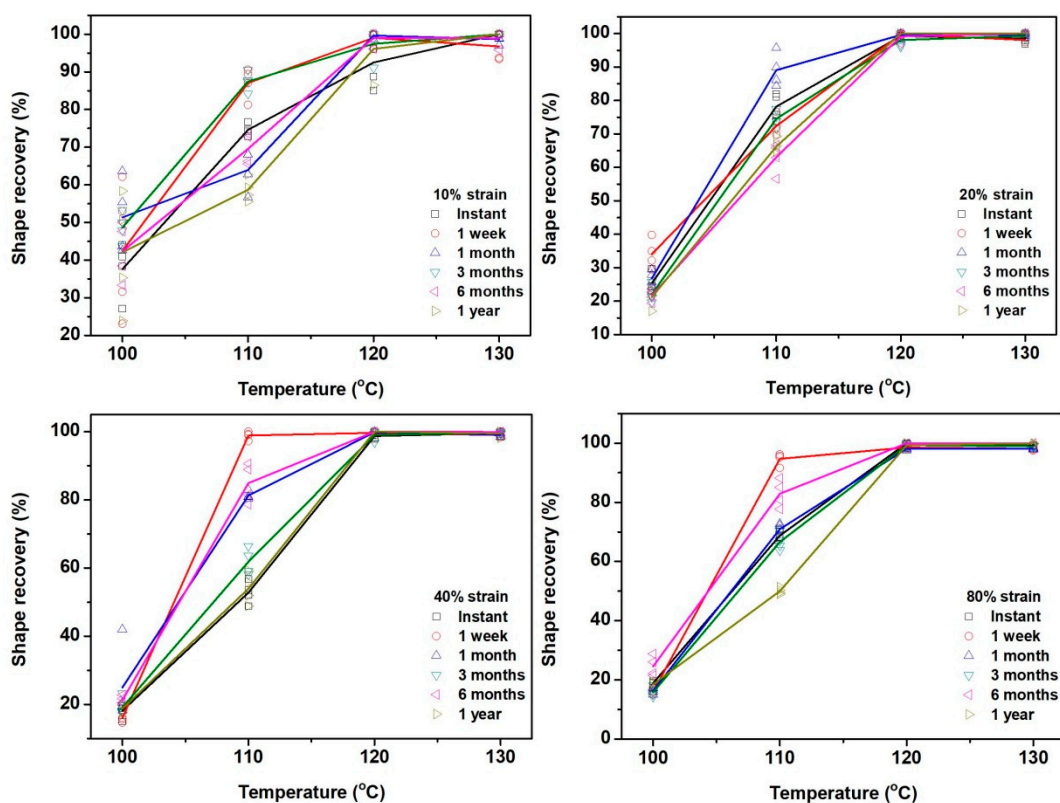 100
90
80
70
60
50
40
30
20
Shape recovery (%)
10% strain
Instant
1 week
1 month
3 months
6 months
1 year
100
110
120
130
Temperature (°C)
100
90
80
70
60
50
40
30
20
10
Shape recovery (%)
20% strain
Instant
1 week
1 month
3 months
6 months
1 year
100
110
120
130
Temperature (°C)
100
80
60
40
20
Shape recovery (%)
40% strain
Instant
1 week
1 month
3 months
6 months
1 year
100
110
120
130
Temperature (°C)
100
80
60
40
20
0
Shape recovery (%)
80% strain
Instant
1 week
1 month
3 months
6 months
1 year
100
110
120
130
Temperature (°C)